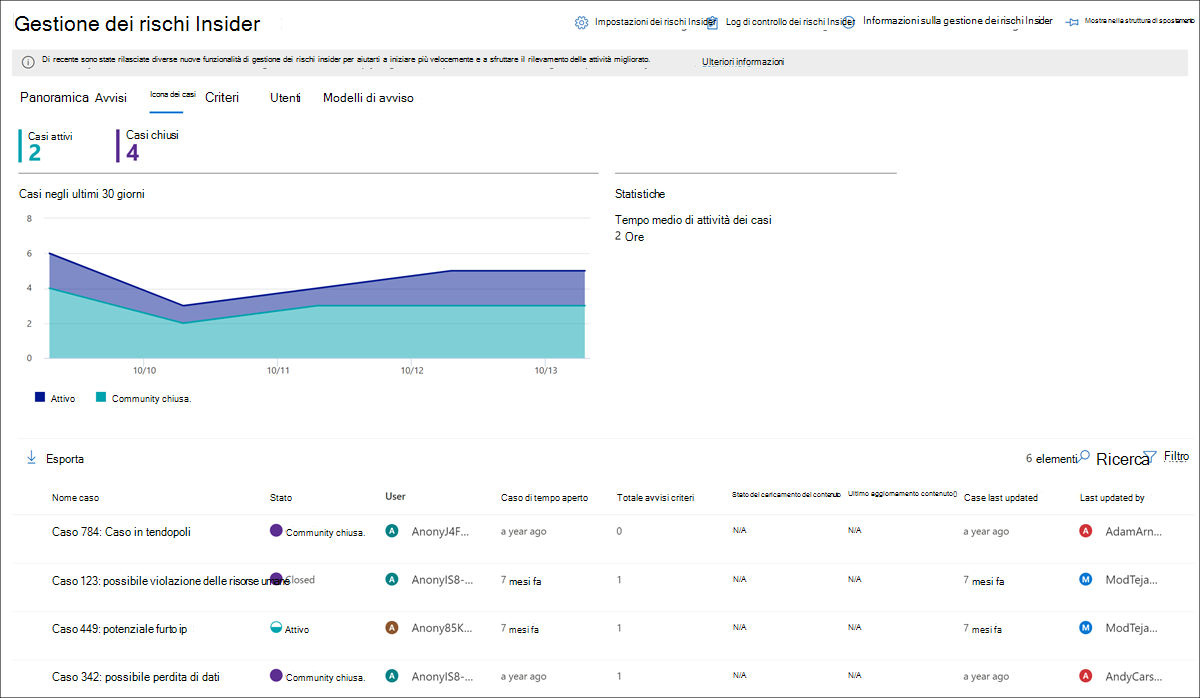 Gestione dei rischi Insider
Impostazioni dei rischi Insider
Log di controllo dei rischi Insider
Informazioni sulla gestione dei rischi Insider
Mostra nella struttura di spostamento
Di recente sono state rilasciate diverse nuove funzionalità di gestione dei rischi insider per aiutarti a iniziare più velocemente e a sfruttare il rilevamento delle attività migliorato.
Ulteriori informazioni
Panoramica Avvisi Icona dei casi Criteri Utenti Modelli di avviso
Casi attivi
2
Casi chiusi
4
Casi negli ultimi 30 giorni
8
6
4
2
0
10/10 10/11 10/12 10/13
Attivo Community chiusa.
Statistiche
Tempo medio di attività dei casi
2 Ore
Esporta
6 elementi Ricerca Filtro
Nome caso Stato User Caso di tempo aperto Totale avvisi criteri Stato del caricamento del contenuto Ultimo aggiornamento contenuto() Case last updated Last updated by
Caso 784: Caso in tendopoli Community chiusa. A AnonyJ4F... a year ago 0 N/A N/A a year ago A AdamArn...
Caso 123: possibile violazione delle risorse umane Closed A AnonyIS8-... 7 mesi fa 1 N/A N/A 7 mesi fa M ModTeja...
Caso 449: potenziale furto ip Attivo A Anony85K... 7 mesi fa 1 N/A N/A 7 mesi fa M ModTeja...
Caso 342: possibile perdita di dati Community chiusa. A AnonyIS8-... a year ago 1 N/A N/A a year ago A AndyCars...